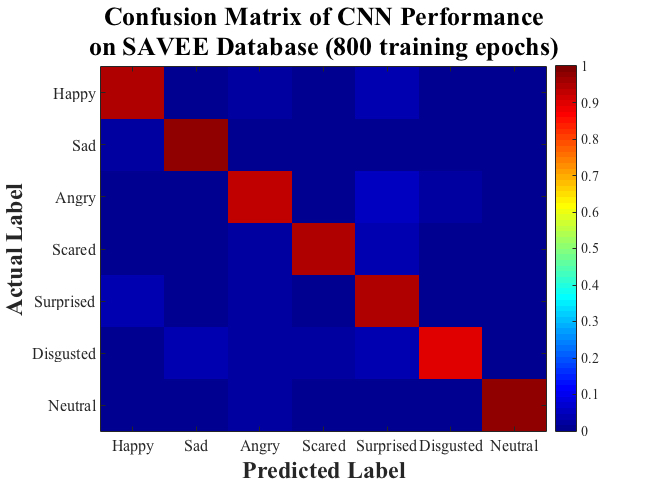 Confusion Matrix of CNN Performance
on SAVEE Database (800 training epochs)
Actual Label
Happy
Sad
Angry
Scared
Surprised
Disgusted
Neutral
Happy Sad Angry Scared Surprised Disgusted Neutral
Predicted Label
1
0.9
0.8
0.7
0.6
0.5
0.4
0.3
0.2
0.1
0